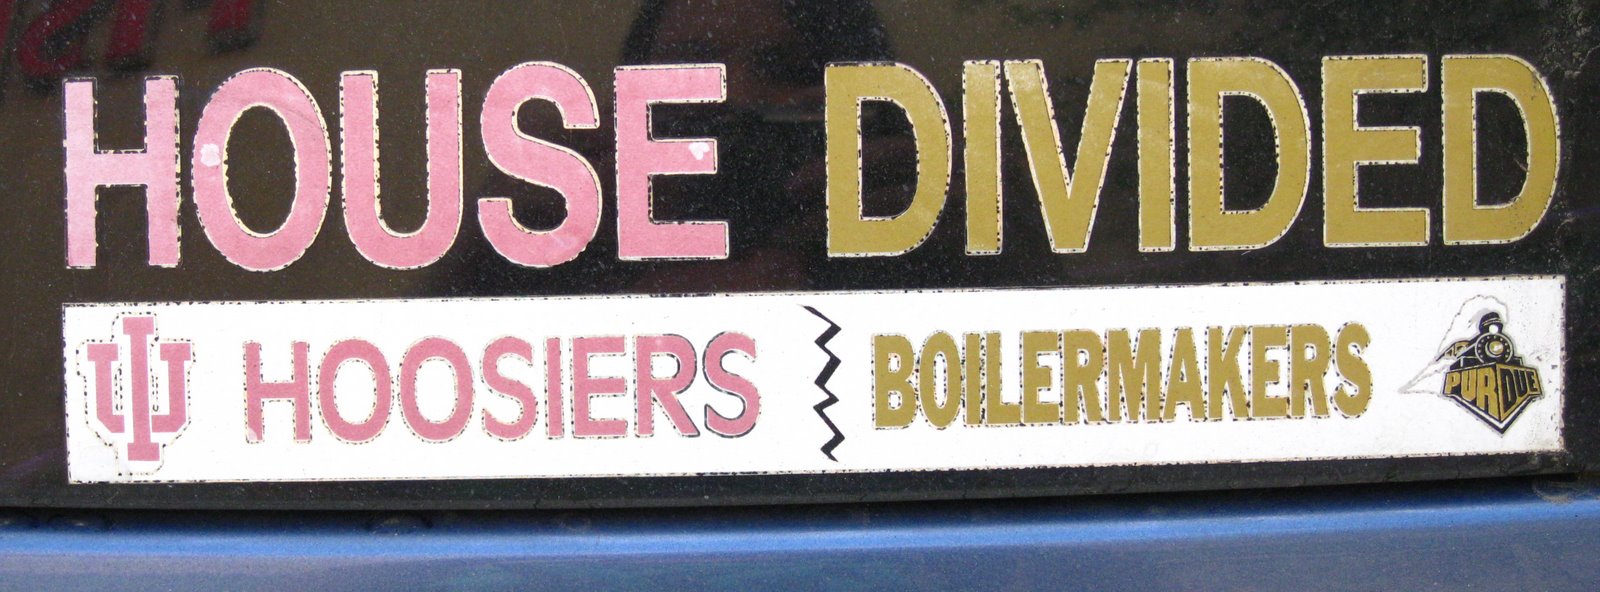 HOUSE DIVIDED
IU HOOSIERS BOILERMAKERS PURDUE